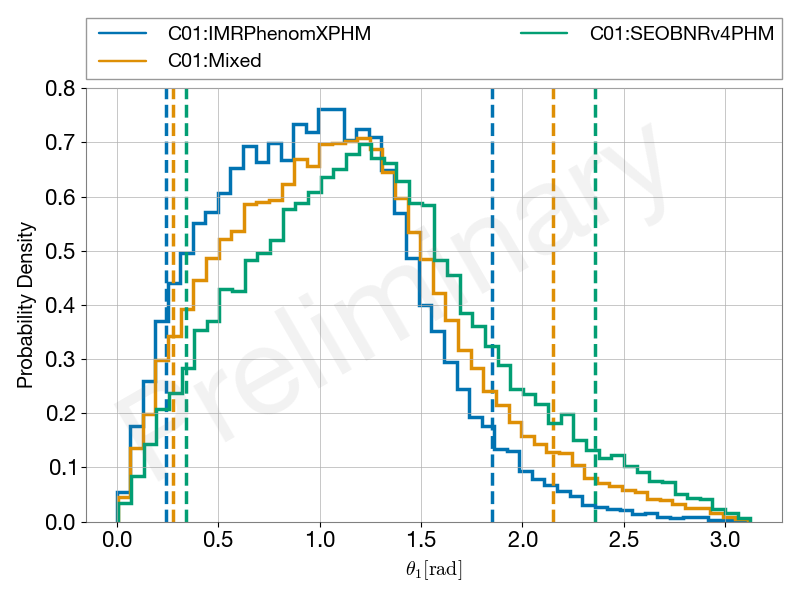 C01:IMRPhenomXPHM
C01:SEOBNRv4PHM
C01:Mixed
0.8
0.7
0.6
0.5
0.4
0.3
0.2
0.1
0.0
Probability Density
Preliminary
0.0 0.5 1.0 1.5 2.0 2.5 3.0
θ₁[rad]